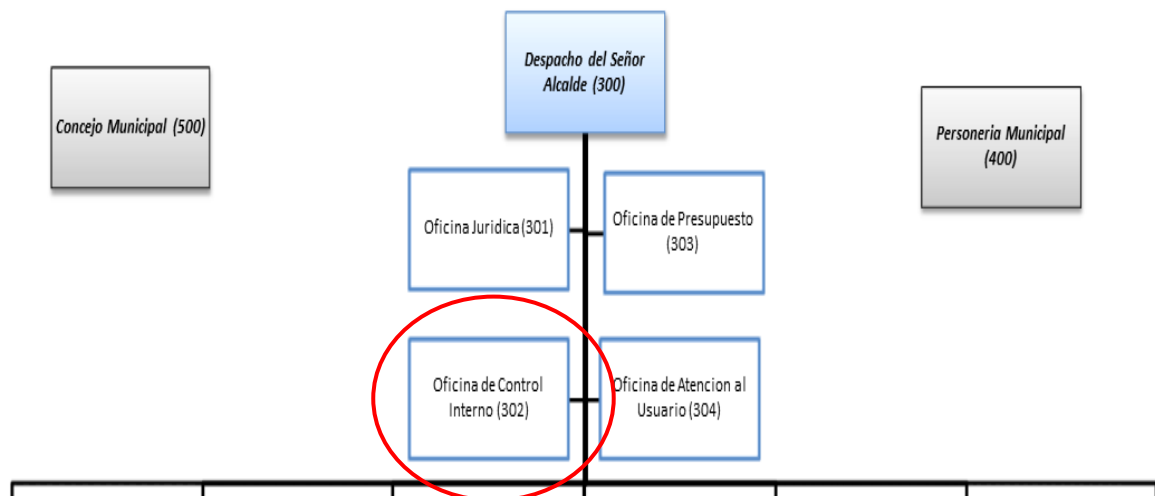 Despacho del Señor
Alcalde (300)
Concejo Municipal (500)
Personeria Municipal
(400)
Oficina Juridica (301)
Oficina de Presupuesto
(303)
Oficina de Control
Interno (302)
Oficina de Atencion al
Usuario (304)